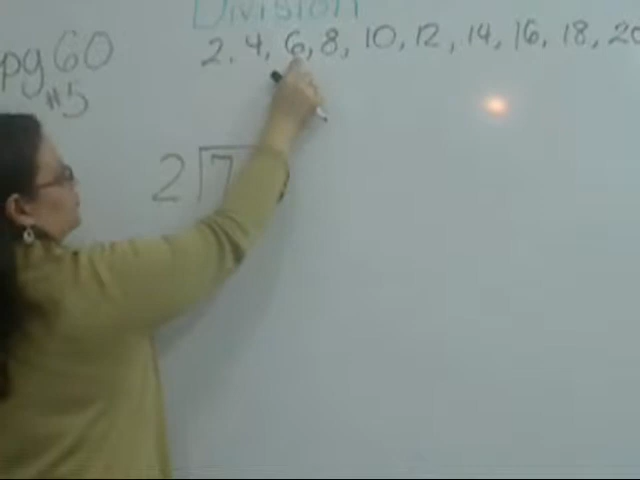 Division
pg 60
#5
2, 4, 6, 8, 10, 12, 14, 16, 18, 20
2 7